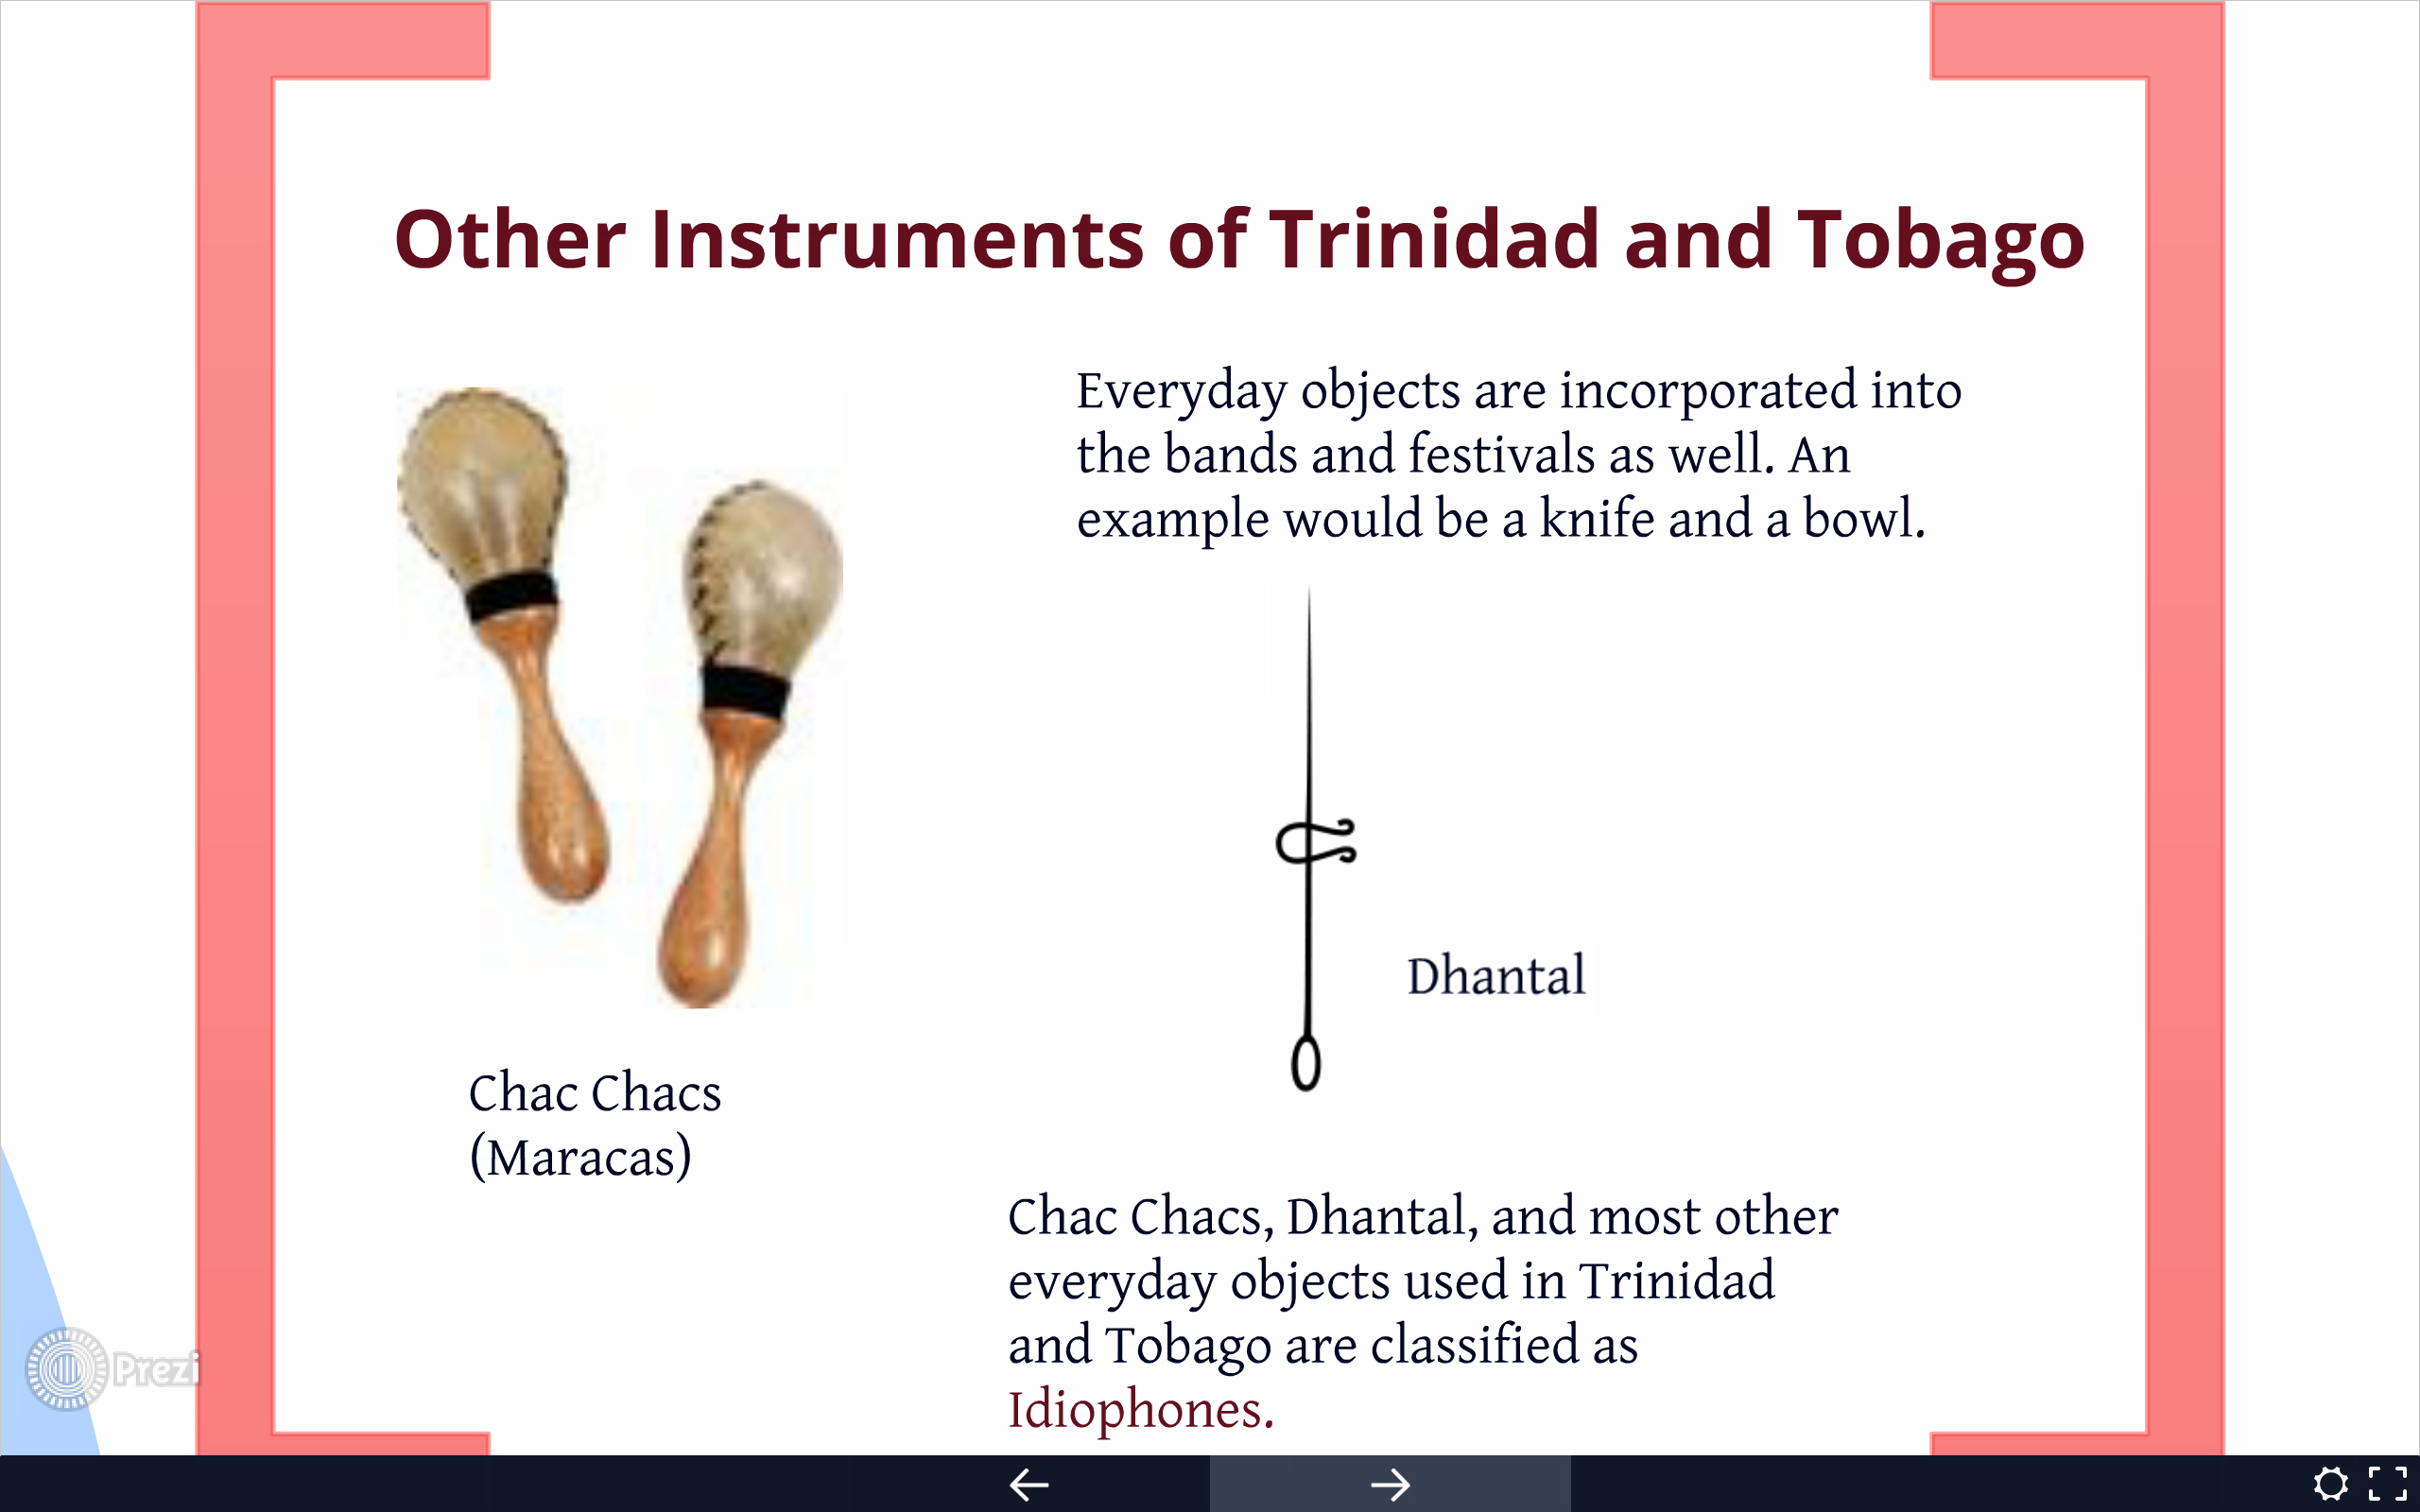 Other Instruments of Trinidad and Tobago
Everyday objects are incorporated into
the bands and festivals as well. An
example would be a knife and a bowl.
Dhantal
Chac Chacs
(Maracas)
Chac Chacs, Dhantal, and most other
everyday objects used in Trinidad
and Tobago are classified as
Idiophones.
Prezi